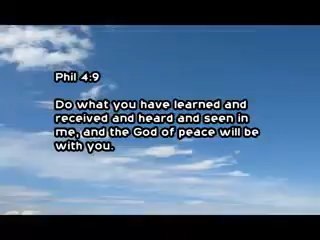 Phil 4:9
Do what you have learned and
received and heard and seen in
me, and the God of peace will be
with you.